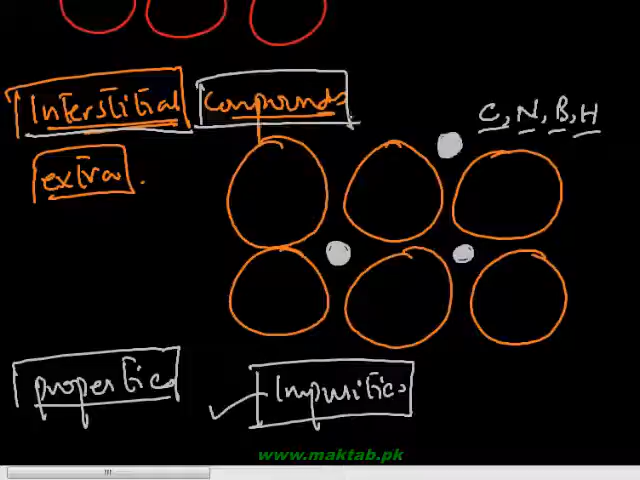 Interstitial Compounds
C, N, B, H
extra.
properties
Impurities
www.maktab.pk